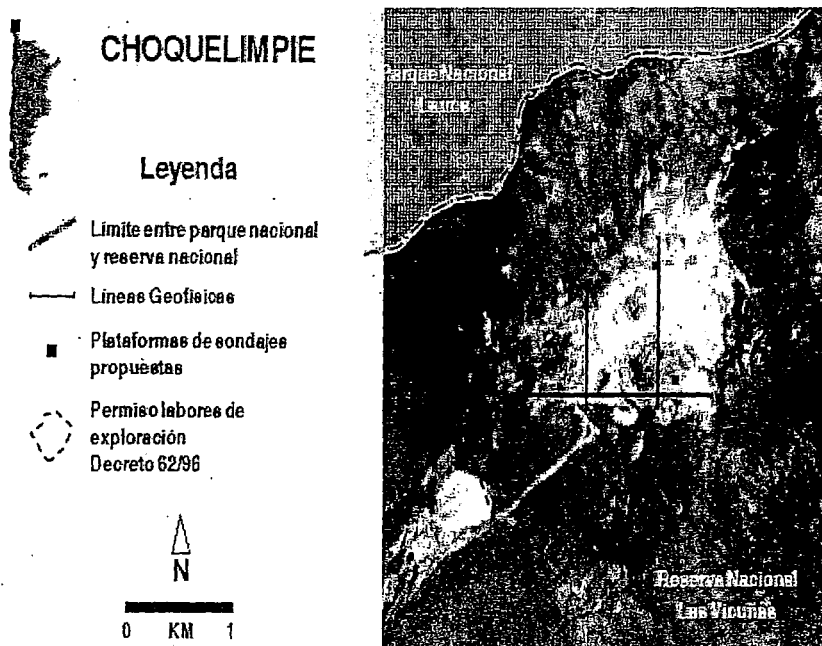 CHOQUELIMPIE
Leyenda
Límite entre parque nacional
y reserva nacional
Líneas Geofísicas
Plataformas de sondajes
propuestas
Permiso labores de
exploración
Decreto 62/96
N
0 KM 1
Parque Nacional
Lauca
Reserva Nacional
Las Vicuñas